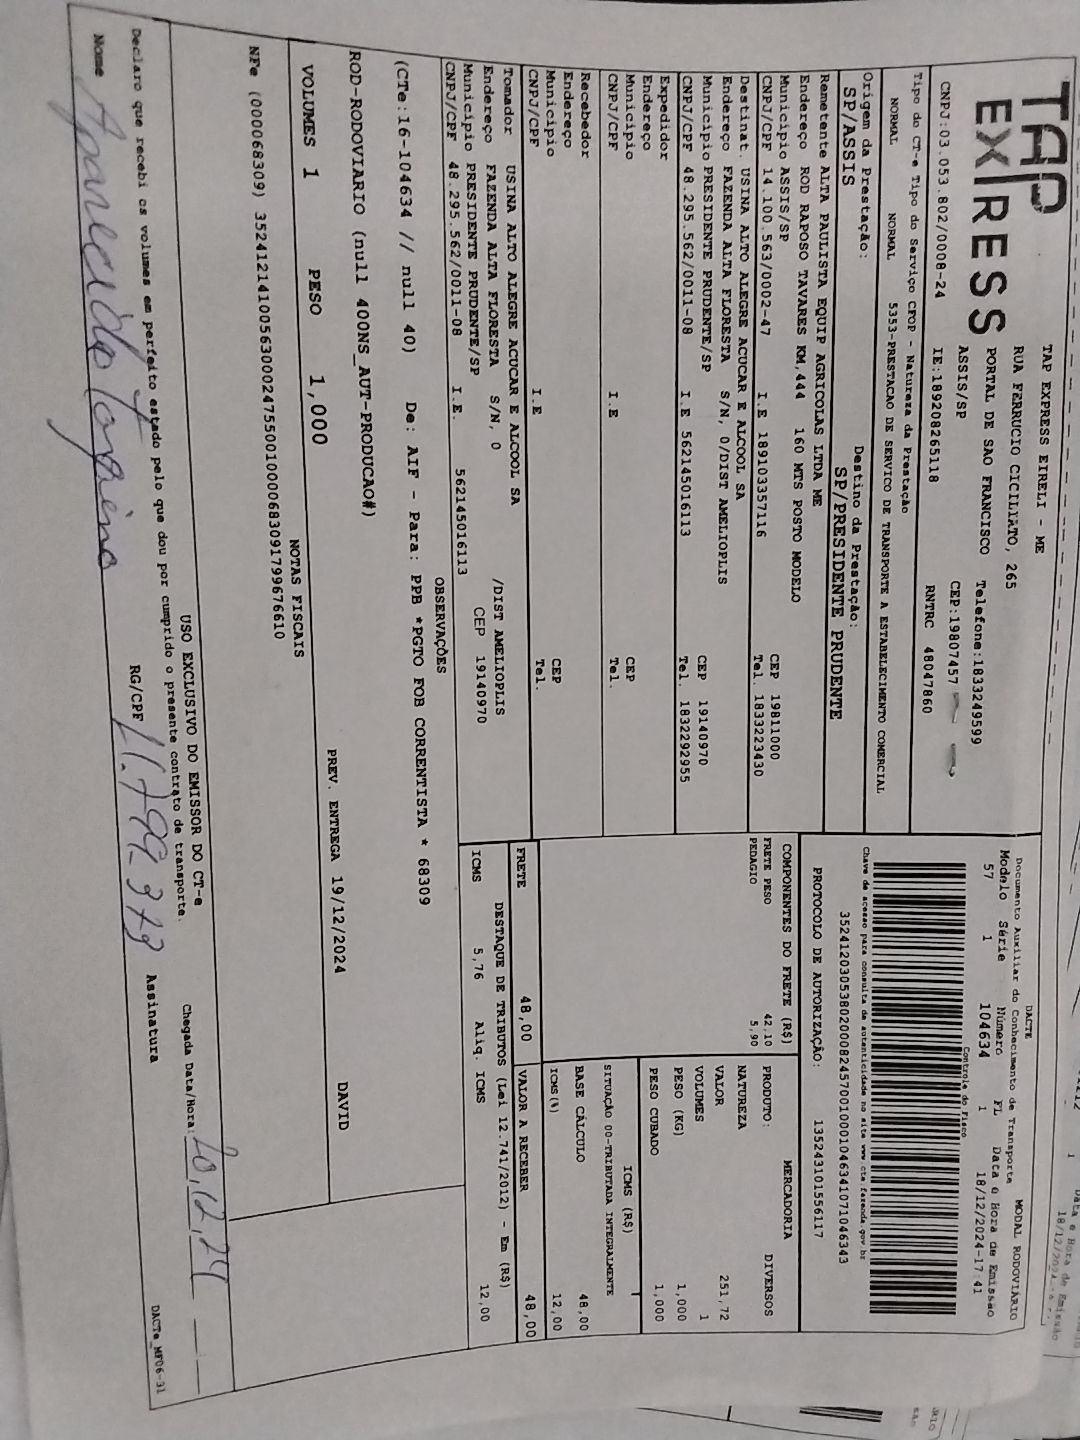 TAP
EXPRESS
TAP EXPRESS EIRELI - ME
RUA FERRUCIO CICILIATO, 265
PORTAL DE SAO FRANCISCO Telefone:1833249599
ASSIS/SP CEP:19807457
CNPJ:03.053.802/0008-24 IE:189208265118 RNTRC 48047860
Tipo do CT-e Tipo do Serviço CFOP - Natureza da Prestação
NORMAL NORMAL 5353-PRESTACAO DE SERVICO DE TRANSPORTE A ESTABELECIMENTO COMERCIAL
Origem da Prestação: Destino da Prestação:
SP/ASSIS SP/PRESIDENTE PRUDENTE
DACTE MODAL RODOVIÁRIO
Documento Auxiliar do Conhecimento de Transporte
Modelo Série Número FL Data e Hora de Emissão
57 1 104634 1 18/12/2024-17:41
Controle do Fisco
Chave de acesso para consulta de autenticidade no site www.cte.fazenda.gov.br
35241203053802000824570010001046341071046343
PROTOCOLO DE AUTORIZAÇÃO: 135243101556117
Remetente ALTA PAULISTA EQUIP AGRICOLAS LTDA ME
Endereço ROD RAPOSO TAVARES KM,444 160 MTS POSTO MODELO
Município ASSIS/SP CEP 19811000
CNPJ/CPF 14.100.563/0002-47 I.E 189103357116 Tel. 1833223430
Destinat. USINA ALTO ALEGRE ACUCAR E ALCOOL SA
Endereço FAZENDA ALTA FLORESTA S/N, 0/DIST AMELIOPLIS
Município PRESIDENTE PRUDENTE/SP CEP 19140970
CNPJ/CPF 48.295.562/0011-08 I.E 562145016113 Tel. 1832292955
Expedidor
Endereço
Município CEP
CNPJ/CPF I.E Tel.
Recebedor
Endereço
Município CEP
CNPJ/CPF I.E Tel.
Tomador USINA ALTO ALEGRE ACUCAR E ALCOOL SA
Endereço FAZENDA ALTA FLORESTA S/N, 0 /DIST AMELIOPLIS
Município PRESIDENTE PRUDENTE/SP CEP 19140970
CNPJ/CPF 48.295.562/0011-08 I.E. 562145016113
COMPONENTES DO FRETE (R$)
FRETE PESO 42,10
PEDAGIO 5,90
MERCADORIA
PRODUTO: DIVERSOS
NATUREZA
VALOR 251,72
VOLUMES 1
PESO (KG) 1,000
PESO CUBADO 1,000
ICMS (R$)
SITUAÇÃO 00-TRIBUTADA INTEGRALMENTE
BASE CÁLCULO 48,00
ICMS(%) 12,00
FRETE 48,00 VALOR A RECEBER 48,00
DESTAQUE DE TRIBUTOS (Lei 12.741/2012) - Em (R$)
ICMS 5,76 Aliq. ICMS 12,00
OBSERVAÇÕES
(CTe:16-104634 // null 40) De: AIF - Para: PPB *PGTO FOB CORRENTISTA * 68309
ROD-RODOVIARIO (null 400NS_AUT-PRODUCAO#)
VOLUMES 1 PESO 1,000 PREV. ENTREGA 19/12/2024 DAVID
NOTAS FISCAIS
NFe (000068309) 35241214100563000247550010000683091799676610
USO EXCLUSIVO DO EMISSOR DO CT-e
Declaro que recebi os volumes em perfeito estado pelo que dou por cumprido o presente contrato de transporte.
Chegada Data/Hora: 20,12,24
Nome Aparecido RG/CPF 11.799.373 Assinatura
DACTe_MF06-31
Data e Hora de Emissão